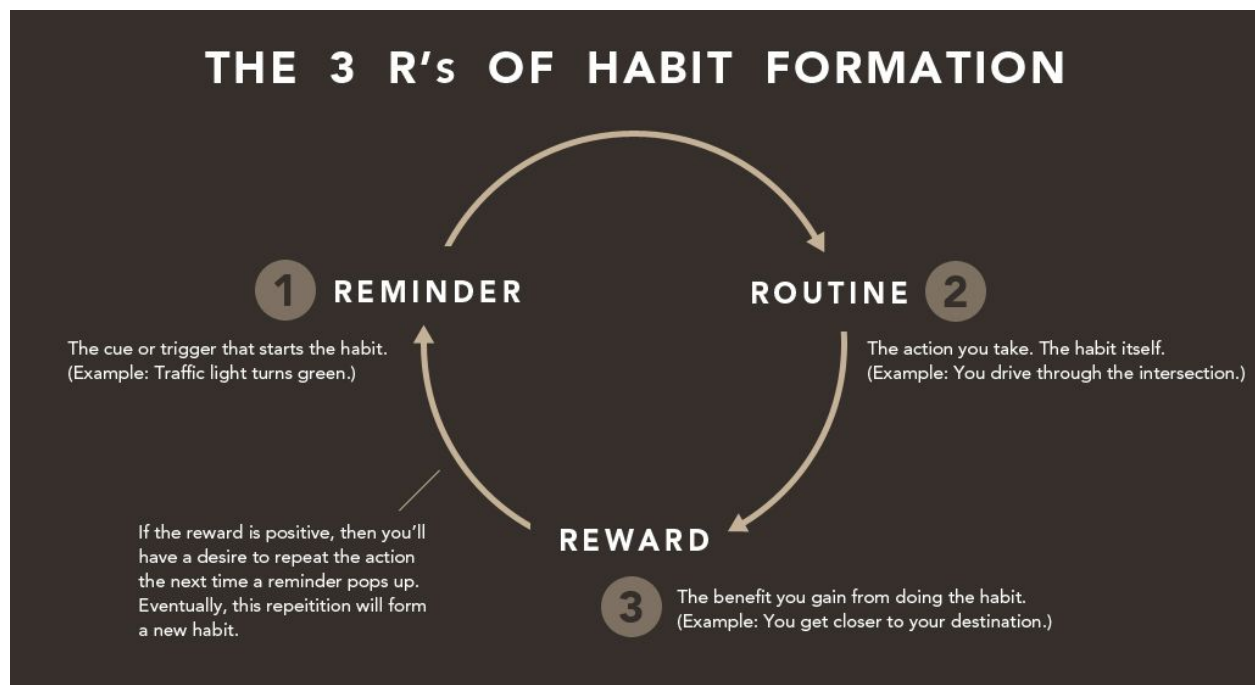 THE 3 R's OF HABIT FORMATION
1 REMINDER
The cue or trigger that starts the habit.
(Example: Traffic light turns green.)
ROUTINE 2
The action you take. The habit itself.
(Example: You drive through the intersection.)
REWARD
3
The benefit you gain from doing the habit.
(Example: You get closer to your destination.)
If the reward is positive, then you’ll
have a desire to repeat the action
the next time a reminder pops up.
Eventually, this repeitition will form
a new habit.